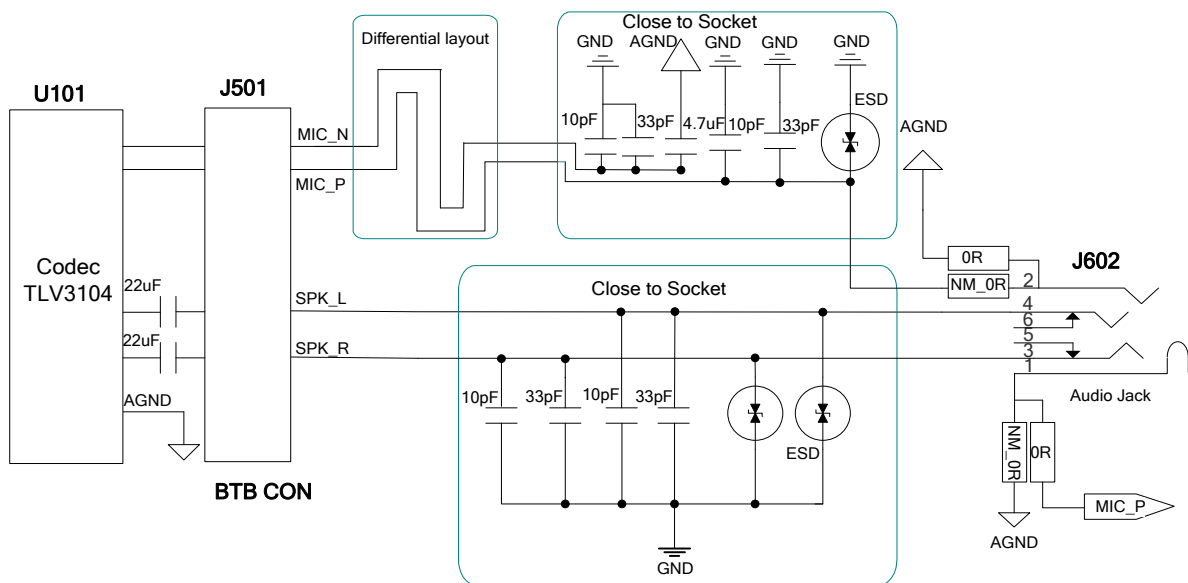 Close to Socket
Differential layout
GND
AGND
GND
GND
GND
U101
J501
ESD
10pF
33pF
4.7uF
10pF
33pF
AGND
MIC_N
MIC_P
0R
J602
Codec
TLV3104
22uF
Close to Socket
NM_0R
2
SPK_L
4
6
22uF
5
SPK_R
3
1
10pF
33pF
10pF
33pF
Audio Jack
AGND
ESD
NM_0R
0R
BTB CON
MIC_P
AGND
GND